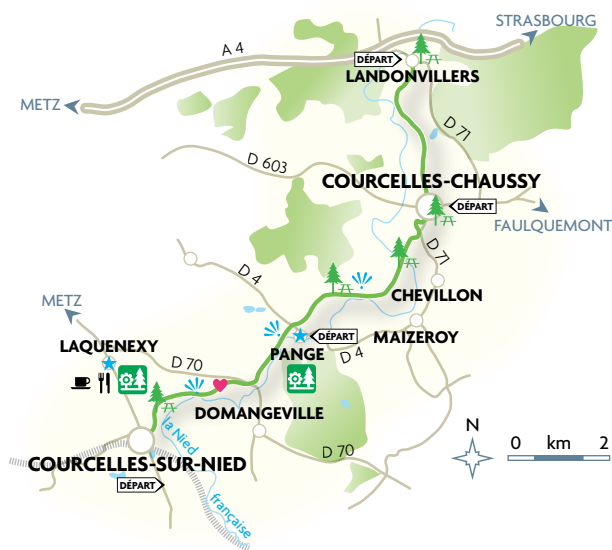 STRASBOURG
A 4
DÉPART
LANDONVILLERS
METZ
D 71
D 603
COURCELLES-CHAUSSY
DÉPART
FAULQUEMONT
D 71
D 4
CHEVILLON
METZ
DÉPART
MAIZEROY
LAQUENEXY
PANGE
D 4
D 70
DOMANGEVILLE
N
la Nied
D 70
0 km 2
COURCELLES-SUR-NIED
DÉPART
française